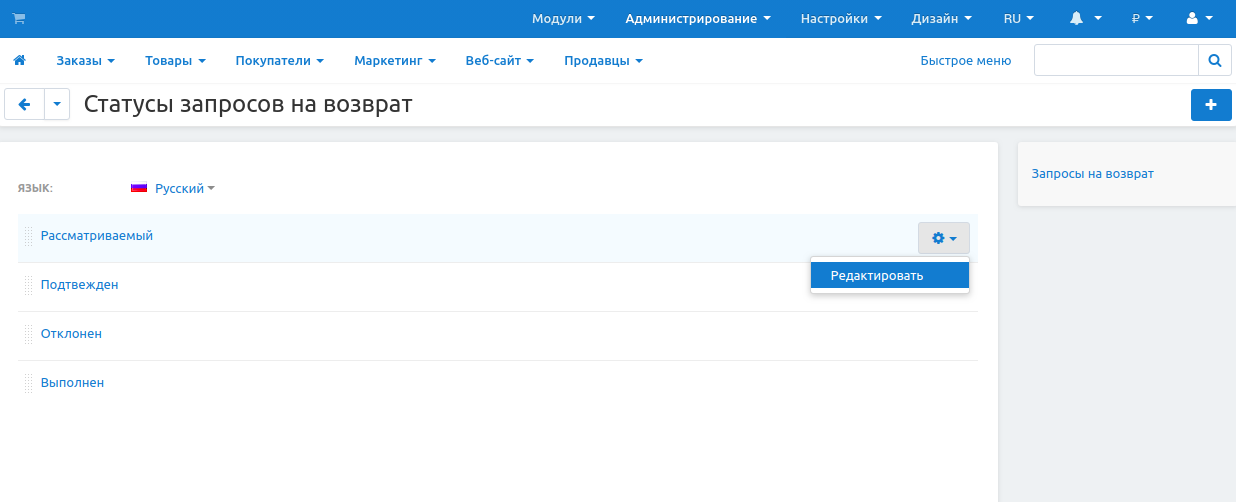 Модули Администрирование Настройки Дизайн RU ₽
Заказы Товары Покупатели Маркетинг Веб-сайт Продавцы Быстрое меню
Статусы запросов на возврат
Запросы на возврат
ЯЗЫК: Русский
Рассматриваемый
Редактировать
Подтвежден
Отклонен
Выполнен